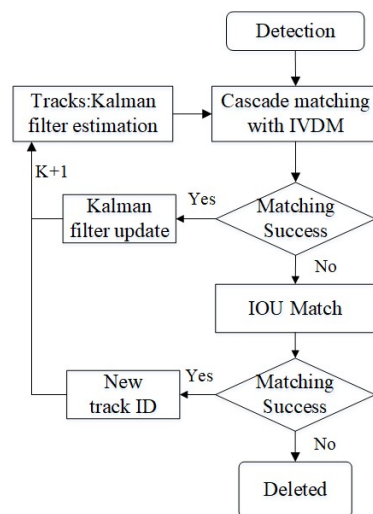 Detection
Tracks:Kalman
filter estimation
Cascade matching
with IVDM
K+1
Kalman
filter update
Yes
Matching
Success
No
IOU Match
New
track ID
Yes
Matching
Success
No
Deleted